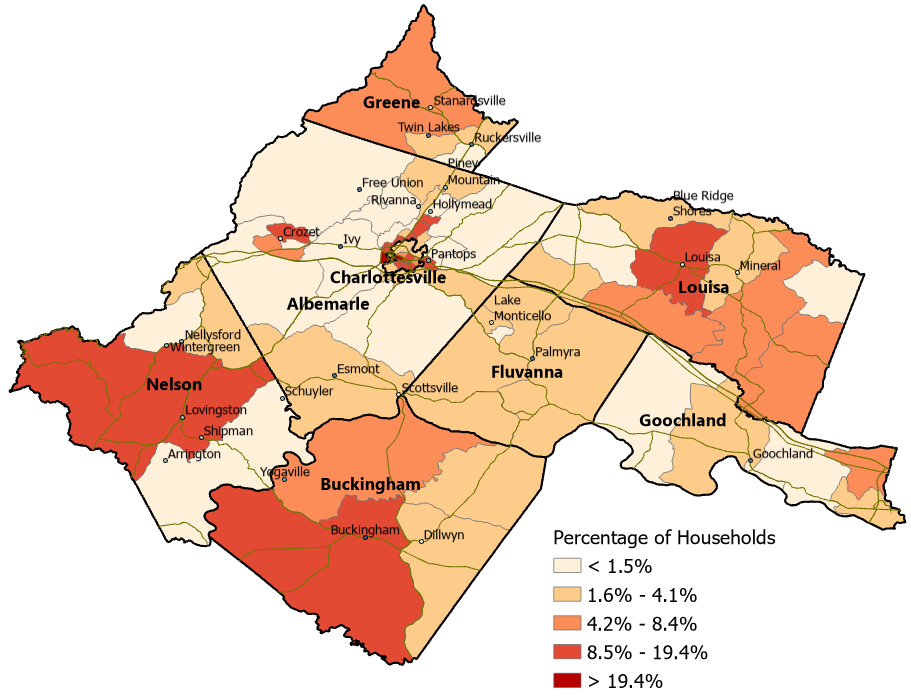 Greene
Stanardsville
Twin Lakes
Ruckersville
Piney
Mountain
Free Union
Rivanna
Hollymead
Blue Ridge
Shores
Crozet
Ivy
Pantops
Charlottesville
Louisa
Mineral
Louisa
Albemarle
Lake
Monticello
Nellysford
Wintergreen
Palmyra
Esmont
Fluvanna
Nelson
Schuyler
Scottsville
Lovingston
Goochland
Shipman
Arrington
Goochland
Yogaville
Buckingham
Buckingham
Dillwyn
Percentage of Households
< 1.5%
1.6% - 4.1%
4.2% - 8.4%
8.5% - 19.4%
> 19.4%